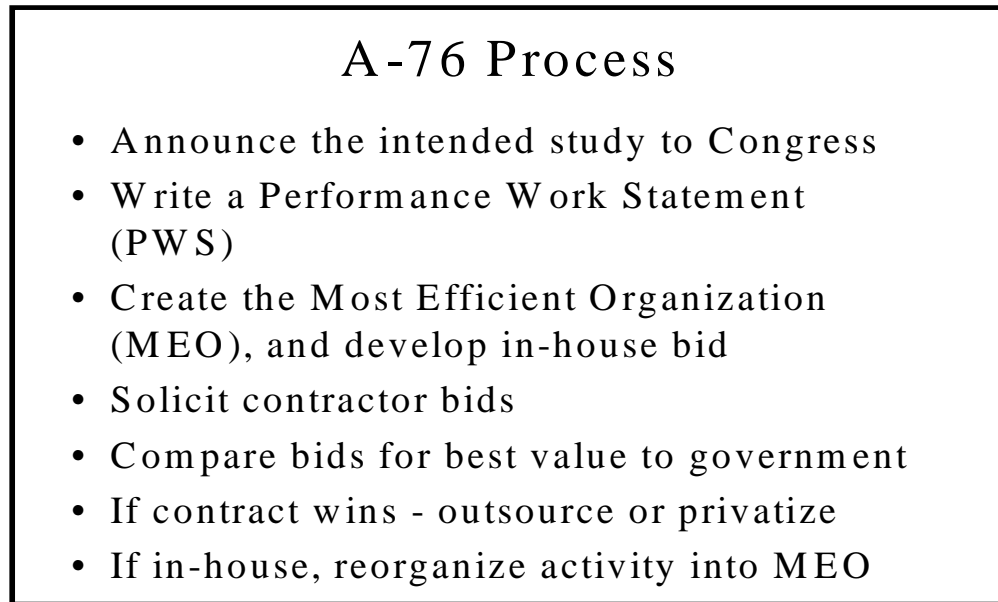 A-76 Process
• Announce the intended study to Congress
• Write a Performance Work Statement
(PWS)
• Create the Most Efficient Organization
(MEO), and develop in-house bid
• Solicit contractor bids
• Compare bids for best value to government
• If contract wins - outsource or privatize
• If in-house, reorganize activity into MEO